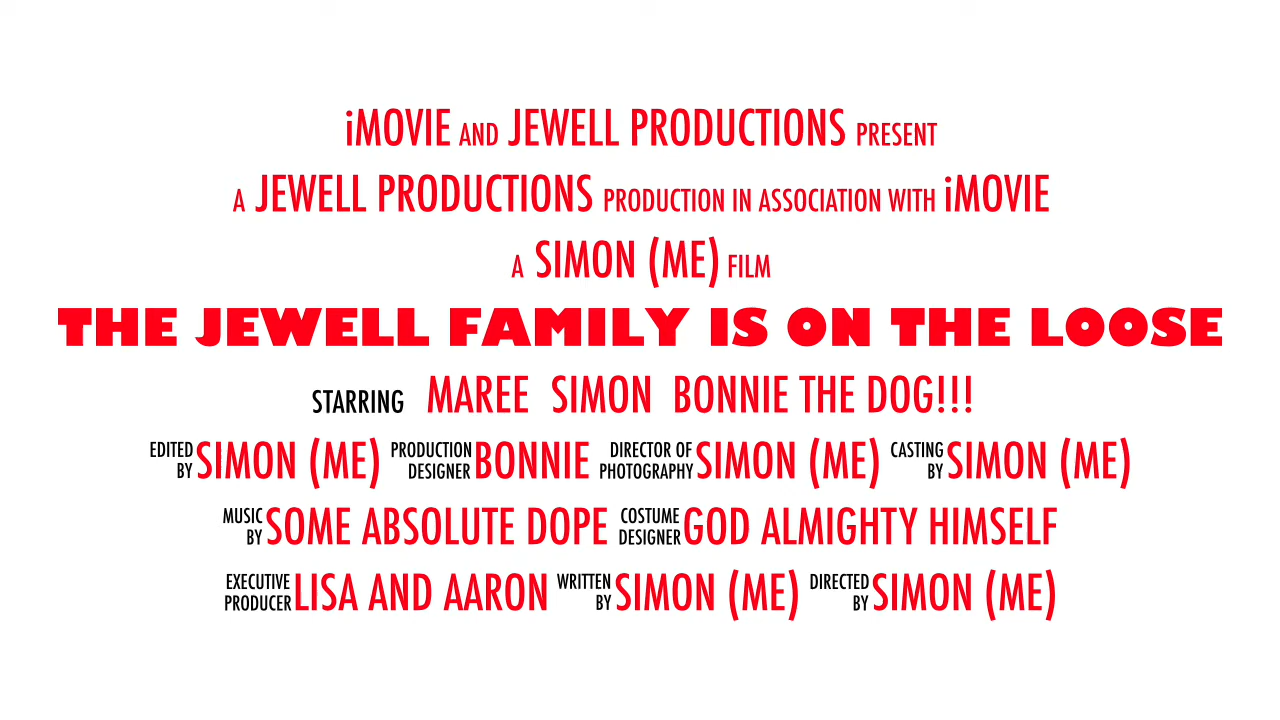 iMOVIE AND JEWELL PRODUCTIONS PRESENT
A JEWELL PRODUCTIONS PRODUCTION IN ASSOCIATION WITH iMOVIE
A SIMON (ME) FILM
THE JEWELL FAMILY IS ON THE LOOSE
STARRING MAREE SIMON BONNIE THE DOG!!!
EDITED BY SIMON (ME) PRODUCTION DESIGNER BONNIE DIRECTOR OF PHOTOGRAPHY SIMON (ME) CASTING BY SIMON (ME)
MUSIC BY SOME ABSOLUTE DOPE COSTUME DESIGNER GOD ALMIGHTY HIMSELF
EXECUTIVE PRODUCER LISA AND AARON WRITTEN BY SIMON (ME) DIRECTED BY SIMON (ME)